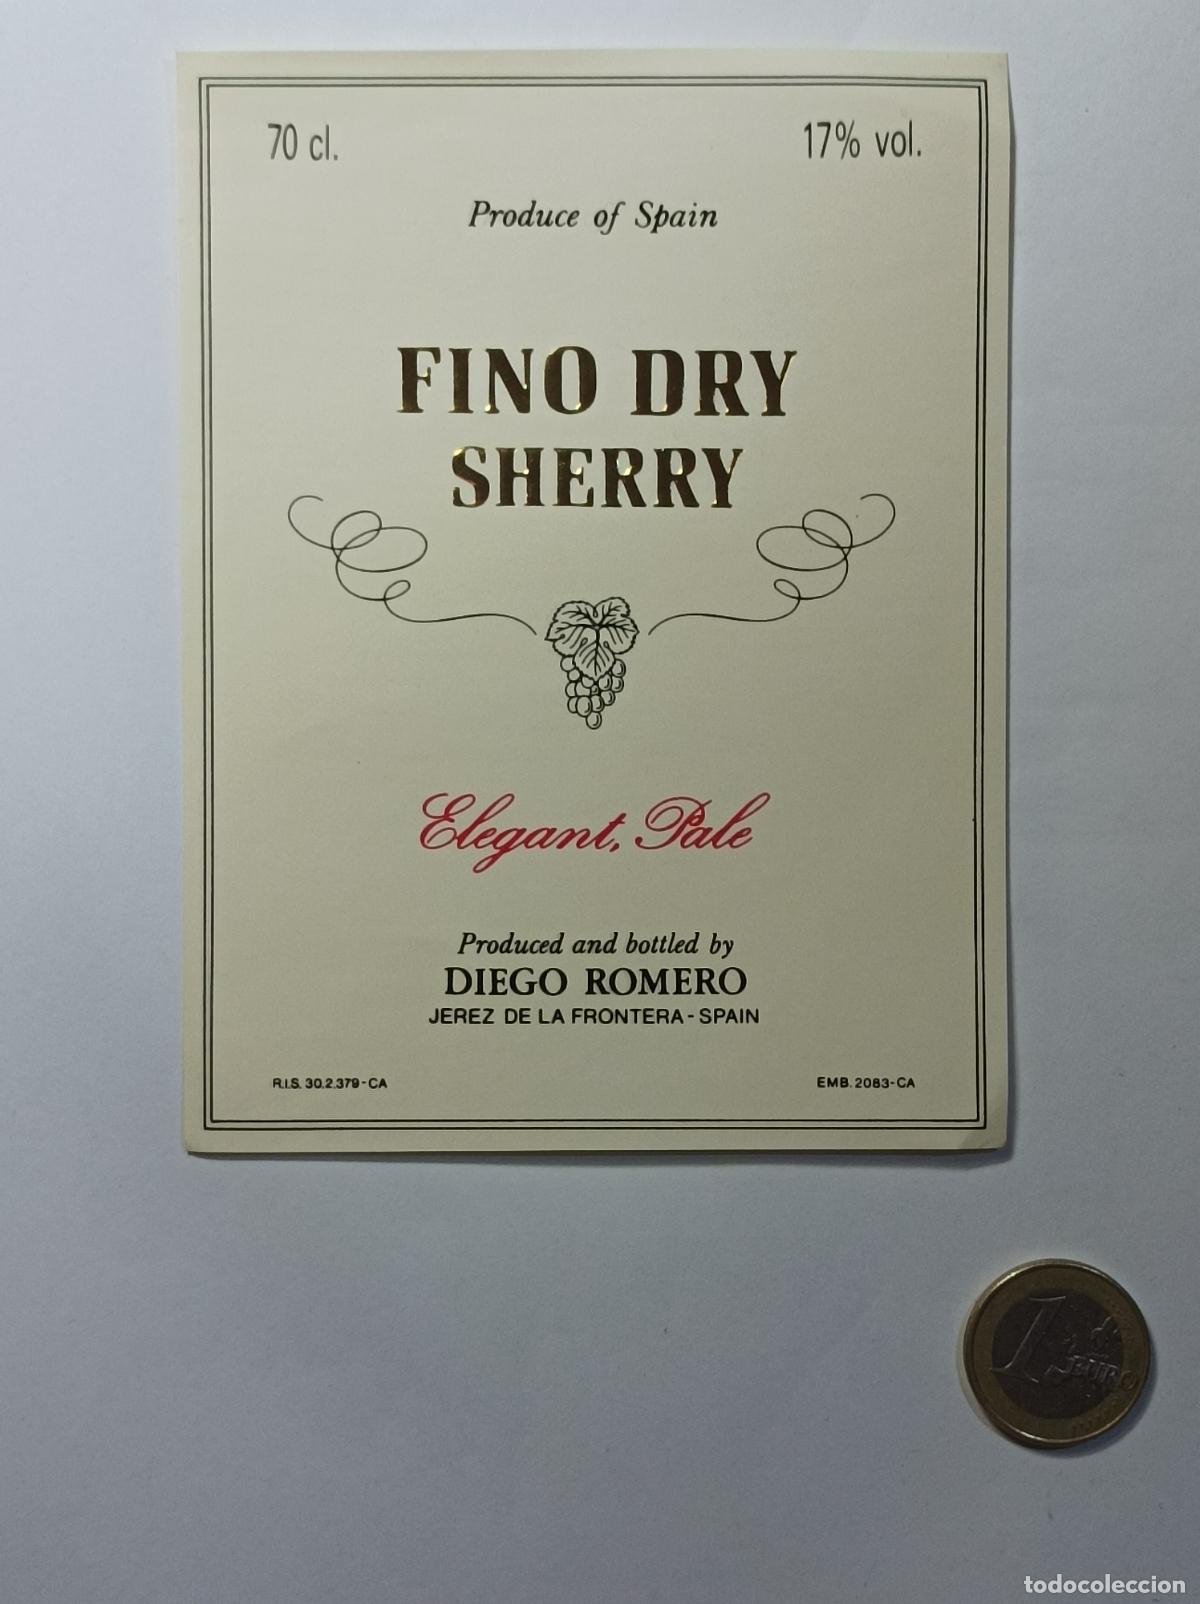 70 cl.
17% vol.
Produce of Spain
FINO DRY
SHERRY
Elegant, Pale
Produced and bottled by
DIEGO ROMERO
JEREZ DE LA FRONTERA - SPAIN
R.I.S. 30.2.379 - CA
EMB. 2083 - CA
1
EURO
todocoleccion